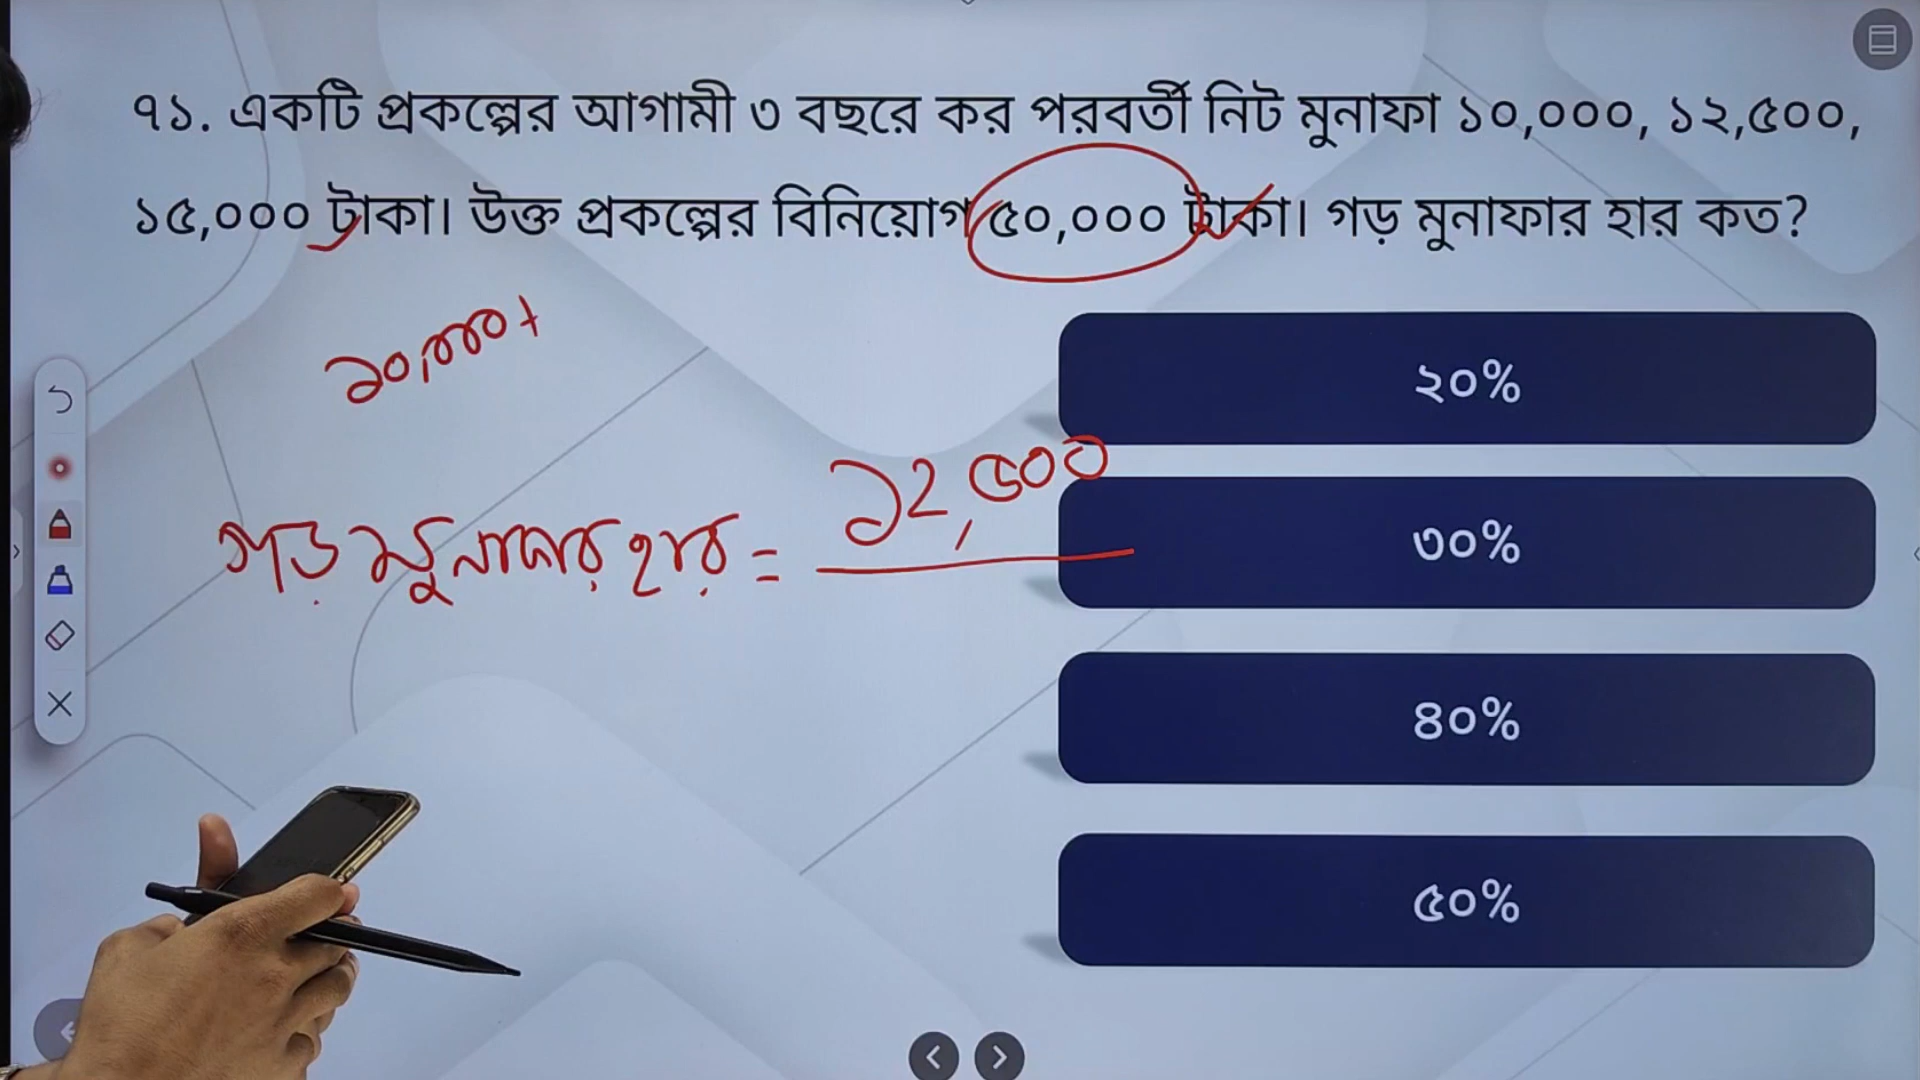 ৭১. একটি প্রকল্পের আগামী ৩ বছরে কর পরবর্তী নিট মুনাফা ১০,০০০, ১২,৫০০,
১৫,০০০ টাকা। উক্ত প্রকল্পের বিনিয়োগ ৫০,০০০ টাকা। গড় মুনাফার হার কত?
১০,০০০+
২০%
১২,৫০০
গড় মুনাফার হার =
৩০%
৪০%
৫০%